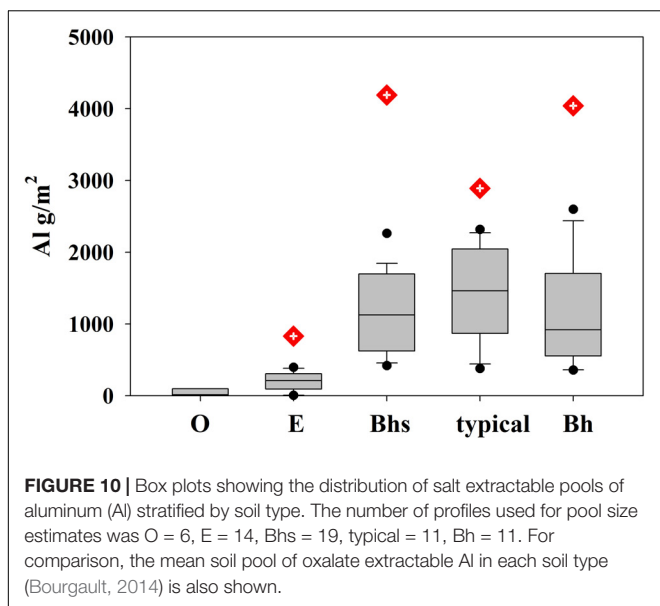 5000
4000
3000
2000
1000
0
Al g/m²
O E Bhs typical Bh
FIGURE 10 | Box plots showing the distribution of salt extractable pools of
aluminum (Al) stratified by soil type. The number of profiles used for pool size
estimates was O = 6, E = 14, Bhs = 19, typical = 11, Bh = 11. For
comparison, the mean soil pool of oxalate extractable Al in each soil type
(Bourgault, 2014) is also shown.